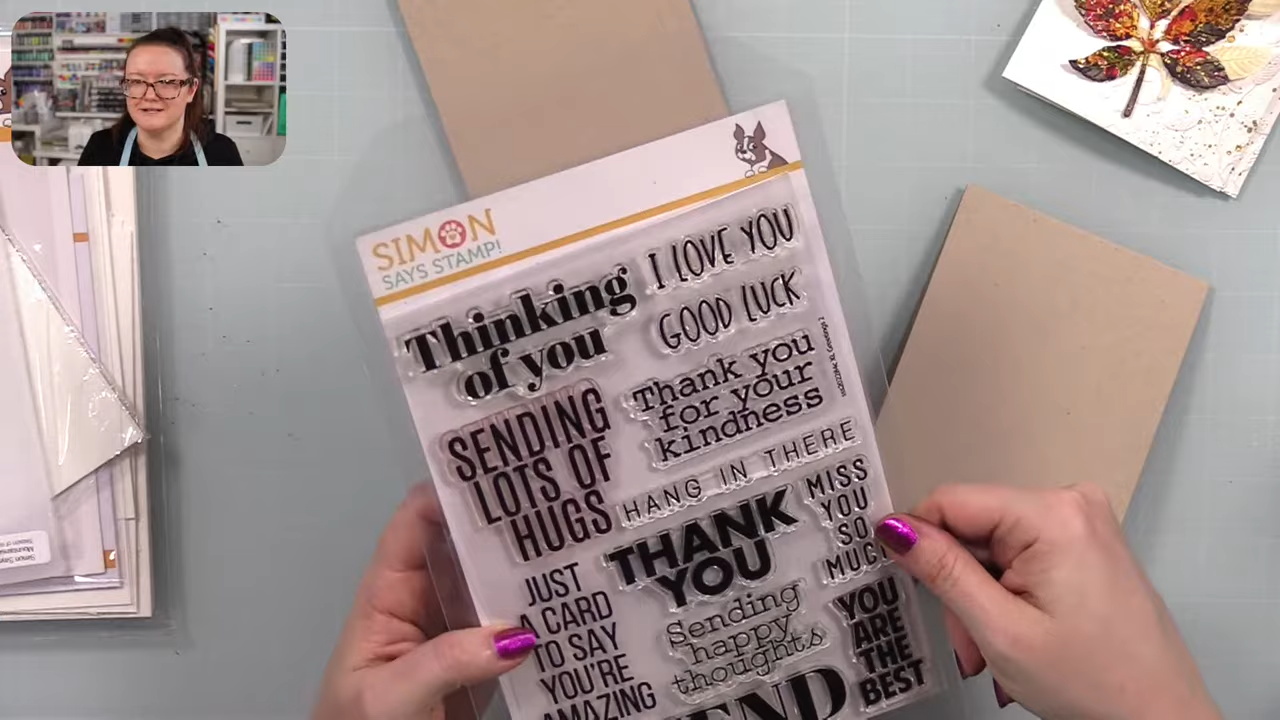 SIMON
SAYS STAMP!
I LOVE YOU
Thinking
of you
GOOD LUCK
Thank you
for your
kindness
SENDING
LOTS OF
HUGS
HANG IN THERE
MISS
YOU
SO
THANK
YOU
JUST
A CARD
TO SAY
YOU'RE
AMAZING
Sending
happy
thoughts
YOU
ARE
THE
BEST
Simon Says